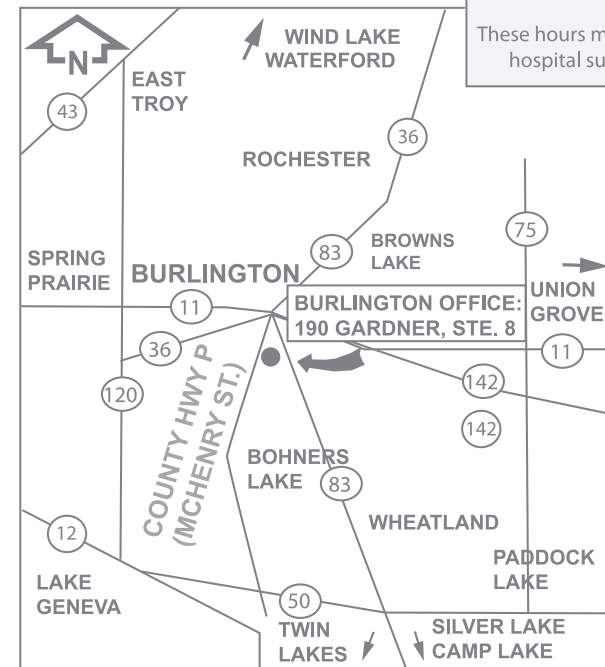 These hours m
hospital su
N
WIND LAKE
WATERFORD
EAST
TROY
43
36
ROCHESTER
75
83
BROWNS
LAKE
SPRING
PRAIRIE
BURLINGTON
UNION
GROVE
11
BURLINGTON OFFICE:
190 GARDNER, STE. 8
36
11
142
120
COUNTY HWY P
(MCHENRY ST.)
142
BOHNERS
LAKE
83
12
WHEATLAND
PADDOCK
LAKE
LAKE
GENEVA
50
TWIN
LAKES
SILVER LAKE
CAMP LAKE